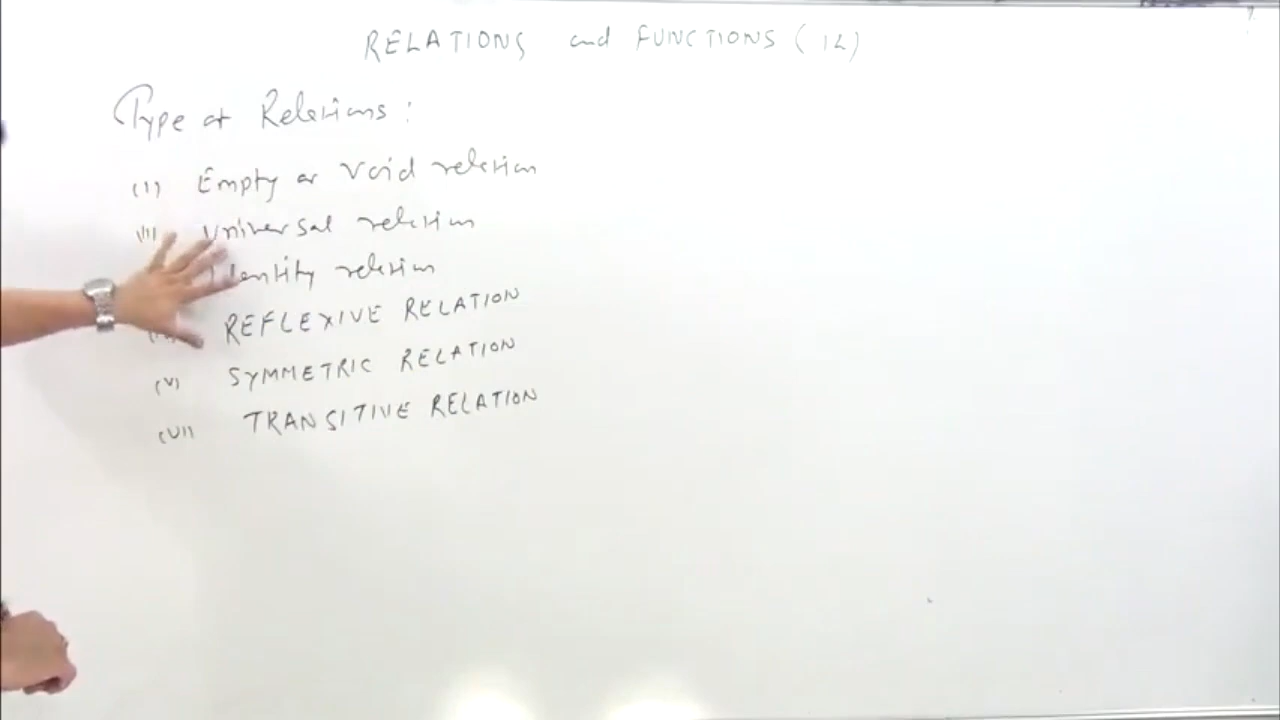 RELATIONS and FUNCTIONS (12)
Type of Relations:
(i) Empty or Void relation
(ii) Universal relation
Identity relation
REFLEXIVE RELATION
(v) SYMMETRIC RELATION
(vi) TRANSITIVE RELATION